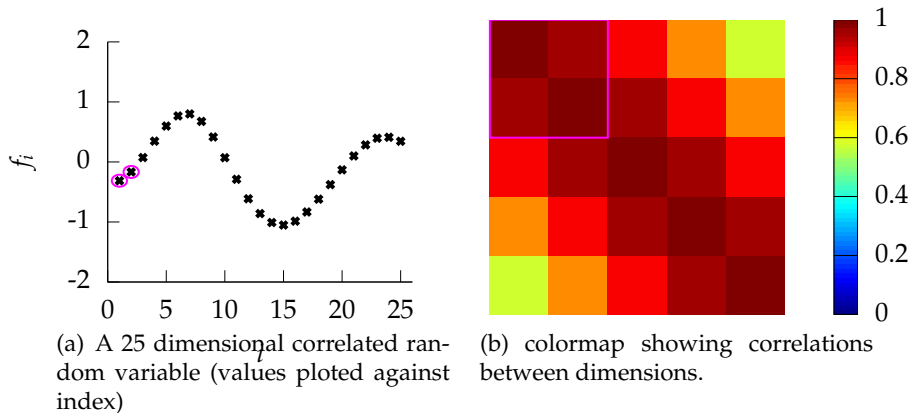 2
1
0
-1
-2
f_i
0
5
10
15
20
25
i
1
0.8
0.6
0.4
0.2
0
(a) A 25 dimensional correlated ran-
dom variable (values ploted against
index)
(b) colormap showing correlations
between dimensions.